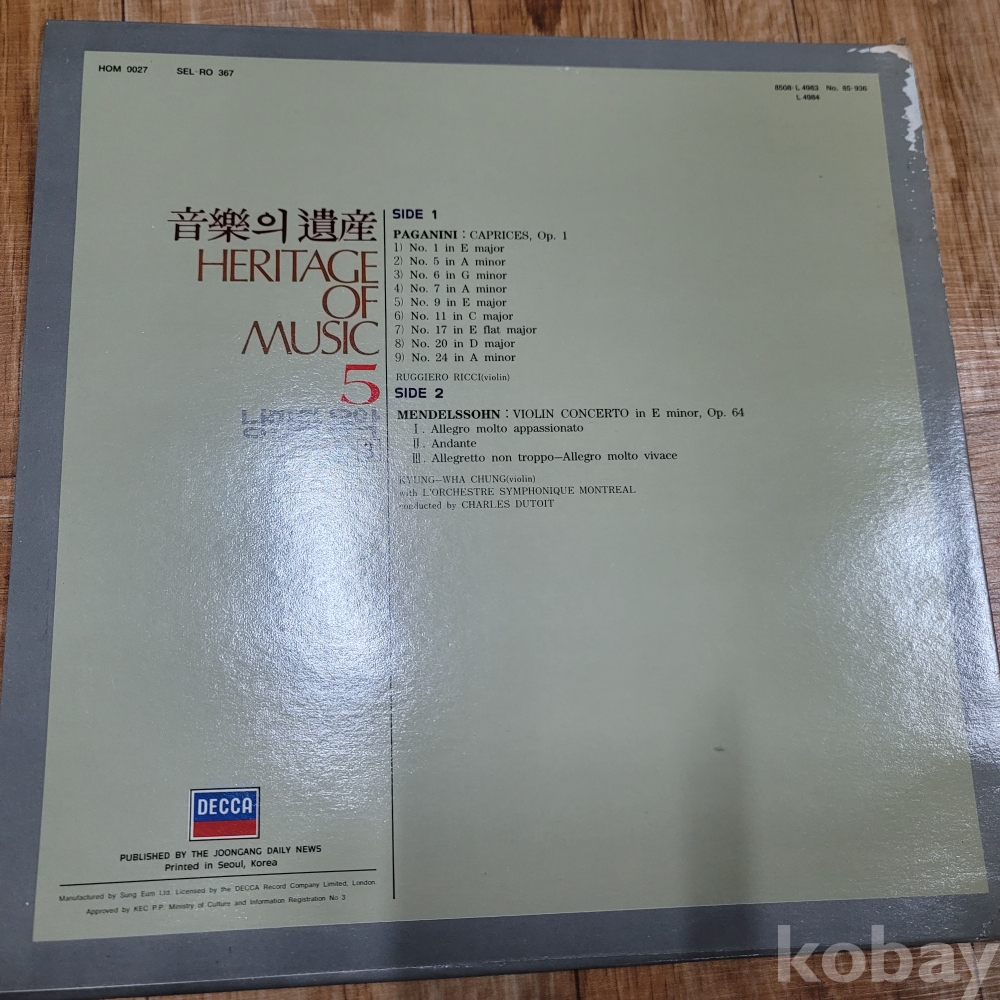 HOM 0027 SEL-RO 367
8508-L.4983 No. 85-936
L.4984
音樂의 遺産
HERITAGE
OF
MUSIC
5
SIDE 1
PAGANINI : CAPRICES, Op. 1
1) No. 1 in E major
2) No. 5 in A minor
3) No. 6 in G minor
4) No. 7 in A minor
5) No. 9 in E major
6) No. 11 in C major
7) No. 17 in E flat major
8) No. 20 in D major
9) No. 24 in A minor
RUGGIERO RICCI(violin)
SIDE 2
MENDELSSOHN : VIOLIN CONCERTO in E minor, Op. 64
Ⅰ. Allegro molto appassionato
Ⅱ. Andante
Ⅲ. Allegretto non troppo—Allegro molto vivace
KYUNG—WHA CHUNG(violin)
with L'ORCHESTRE SYMPHONIQUE MONTREAL
conducted by CHARLES DUTOIT
DECCA
PUBLISHED BY THE JOONGANG DAILY NEWS
Printed in Seoul, Korea
Manufactured by Sung Eum Ltd. Licensed by the DECCA Record Company Limited, London.
Approved by KEC P.P. Ministry of Culture and Information Registration No 3
kobay